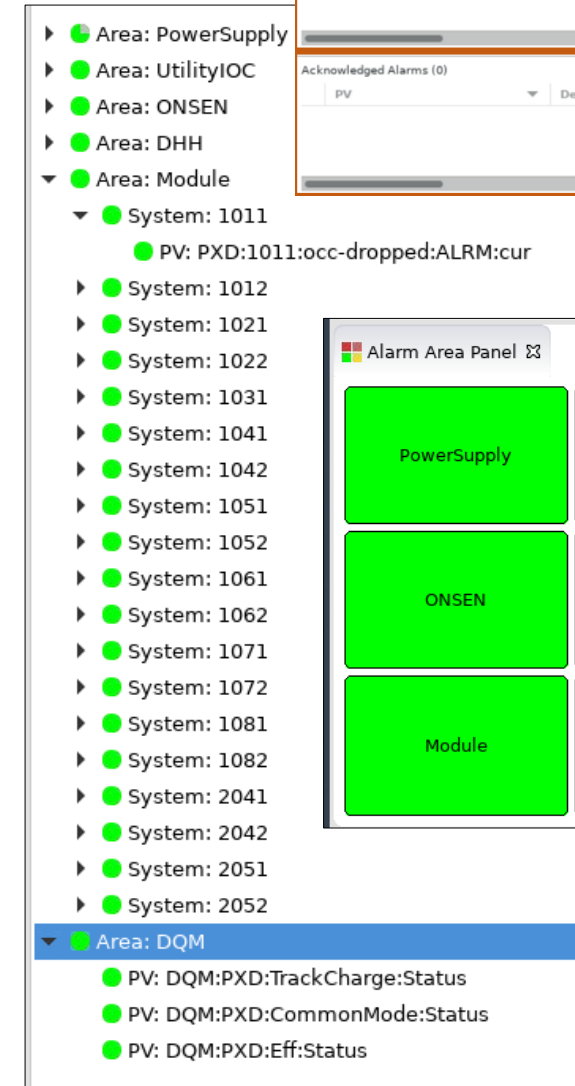 Area: PowerSupply
Area: UtilityIOC
Area: ONSEN
Area: DHH
Area: Module
System: 1011
PV: PXD:1011:occ-dropped:ALRM:cur
System: 1012
System: 1021
System: 1022
System: 1031
System: 1041
System: 1042
System: 1051
System: 1052
System: 1061
System: 1062
System: 1071
System: 1072
System: 1081
System: 1082
System: 2041
System: 2042
System: 2051
System: 2052
Area: DQM
PV: DQM:PXD:TrackCharge:Status
PV: DQM:PXD:CommonMode:Status
PV: DQM:PXD:Eff:Status
Acknowledged Alarms (0)
PV De
Alarm Area Panel
PowerSupply
ONSEN
Module